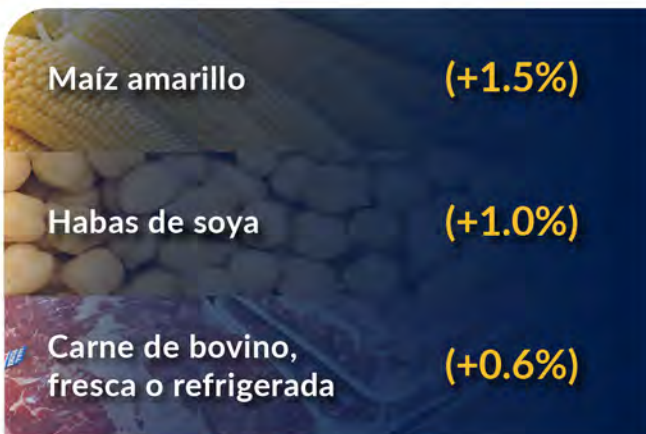 Maíz amarillo (+1.5%)
Habas de soya (+1.0%)
Carne de bovino,
fresca o refrigerada (+0.6%)